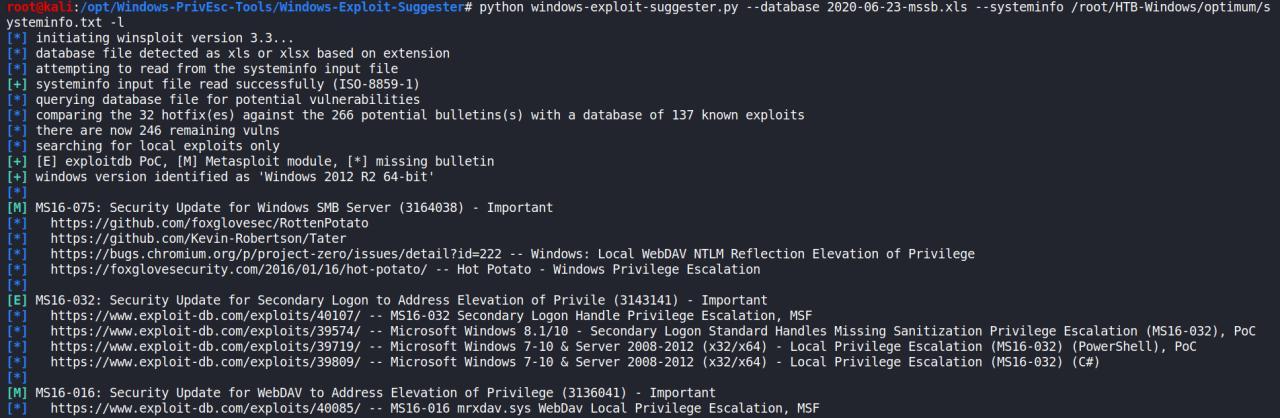 root@kali:/opt/Windows-PrivEsc-Tools/Windows-Exploit-Suggester# python windows-exploit-suggester.py --database 2020-06-23-mssb.xls --systeminfo /root/HTB-Windows/optimum/s
ysteminfo.txt -l
[*] initiating winsploit version 3.3...
[*] database file detected as xls or xlsx based on extension
[*] attempting to read from the systeminfo input file
[+] systeminfo input file read successfully (ISO-8859-1)
[*] querying database file for potential vulnerabilities
[*] comparing the 32 hotfix(es) against the 266 potential bulletins(s) with a database of 137 known exploits
[*] there are now 246 remaining vulns
[*] searching for local exploits only
[+] [E] exploitdb PoC, [M] Metasploit module, [*] missing bulletin
[+] windows version identified as 'Windows 2012 R2 64-bit'
[*]
[M] MS16-075: Security Update for Windows SMB Server (3164038) - Important
[*]   https://github.com/foxglovesec/RottenPotato
[*]   https://github.com/Kevin-Robertson/Tater
[*]   https://bugs.chromium.org/p/project-zero/issues/detail?id=222 -- Windows: Local WebDAV NTLM Reflection Elevation of Privilege
[*]   https://foxglovesecurity.com/2016/01/16/hot-potato/ -- Hot Potato - Windows Privilege Escalation
[*]
[E] MS16-032: Security Update for Secondary Logon to Address Elevation of Privile (3143141) - Important
[*]   https://www.exploit-db.com/exploits/40107/ -- MS16-032 Secondary Logon Handle Privilege Escalation, MSF
[*]   https://www.exploit-db.com/exploits/39574/ -- Microsoft Windows 8.1/10 - Secondary Logon Standard Handles Missing Sanitization Privilege Escalation (MS16-032), PoC
[*]   https://www.exploit-db.com/exploits/39719/ -- Microsoft Windows 7-10 & Server 2008-2012 (x32/x64) - Local Privilege Escalation (MS16-032) (PowerShell), PoC
[*]   https://www.exploit-db.com/exploits/39809/ -- Microsoft Windows 7-10 & Server 2008-2012 (x32/x64) - Local Privilege Escalation (MS16-032) (C#)
[*]
[M] MS16-016: Security Update for WebDAV to Address Elevation of Privilege (3136041) - Important
[*]   https://www.exploit-db.com/exploits/40085/ -- MS16-016 mrxdav.sys WebDav Local Privilege Escalation, MSF